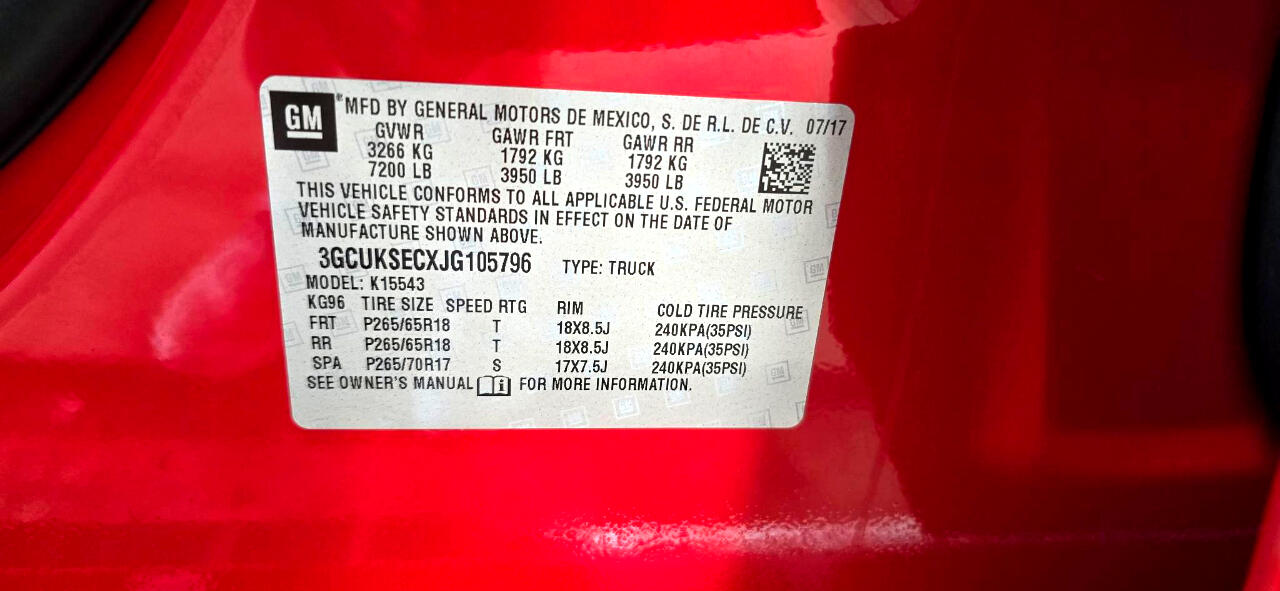 GM ® MFD BY GENERAL MOTORS DE MEXICO, S. DE R.L. DE C.V. 07/17
GVWR GAWR FRT GAWR RR
3266 KG 1792 KG 1792 KG
7200 LB 3950 LB 3950 LB
THIS VEHICLE CONFORMS TO ALL APPLICABLE U.S. FEDERAL MOTOR
VEHICLE SAFETY STANDARDS IN EFFECT ON THE DATE OF
MANUFACTURE SHOWN ABOVE.
3GCUKSECXJG105796 TYPE: TRUCK
MODEL: K15543
KG96 TIRE SIZE SPEED RTG RIM COLD TIRE PRESSURE
FRT P265/65R18 T 18X8.5J 240KPA(35PSI)
RR P265/65R18 T 18X8.5J 240KPA(35PSI)
SPA P265/70R17 S 17X7.5J 240KPA(35PSI)
SEE OWNER'S MANUAL i FOR MORE INFORMATION.